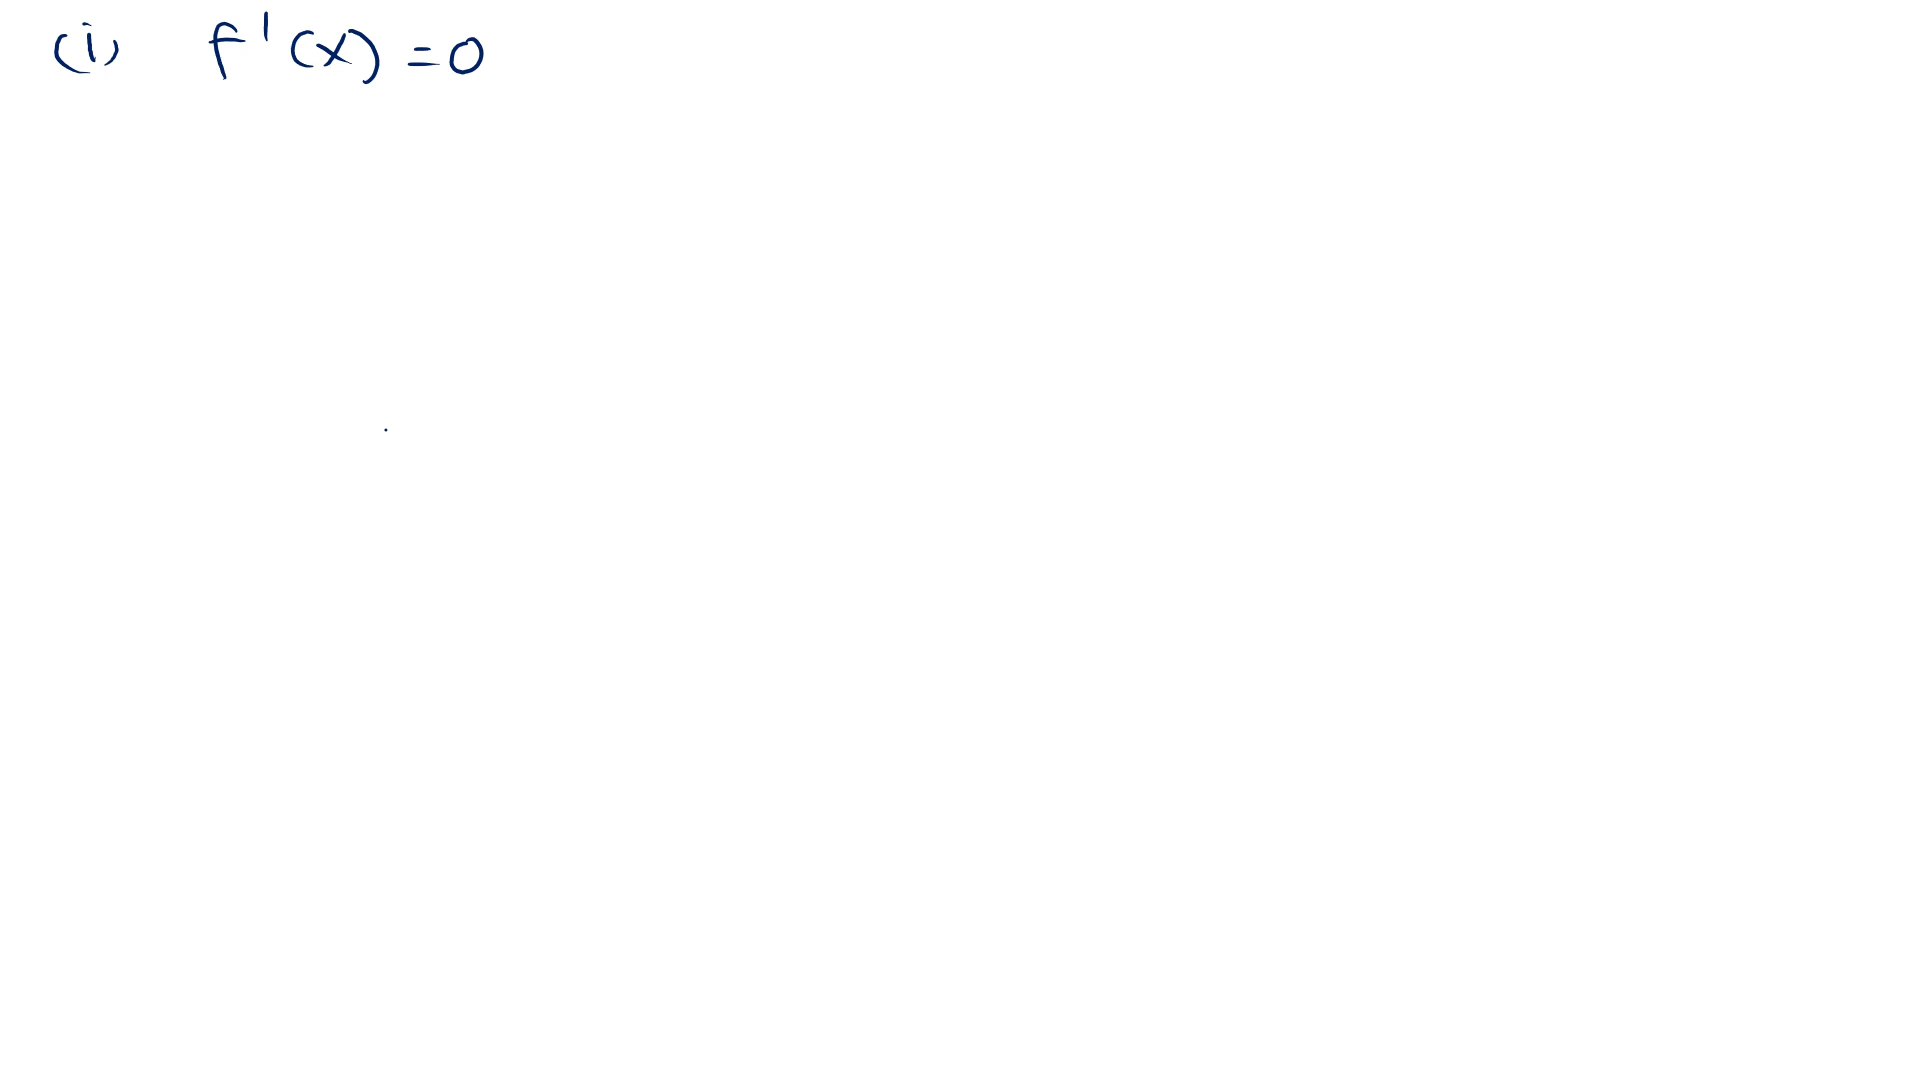 (i) f'(x) = 0